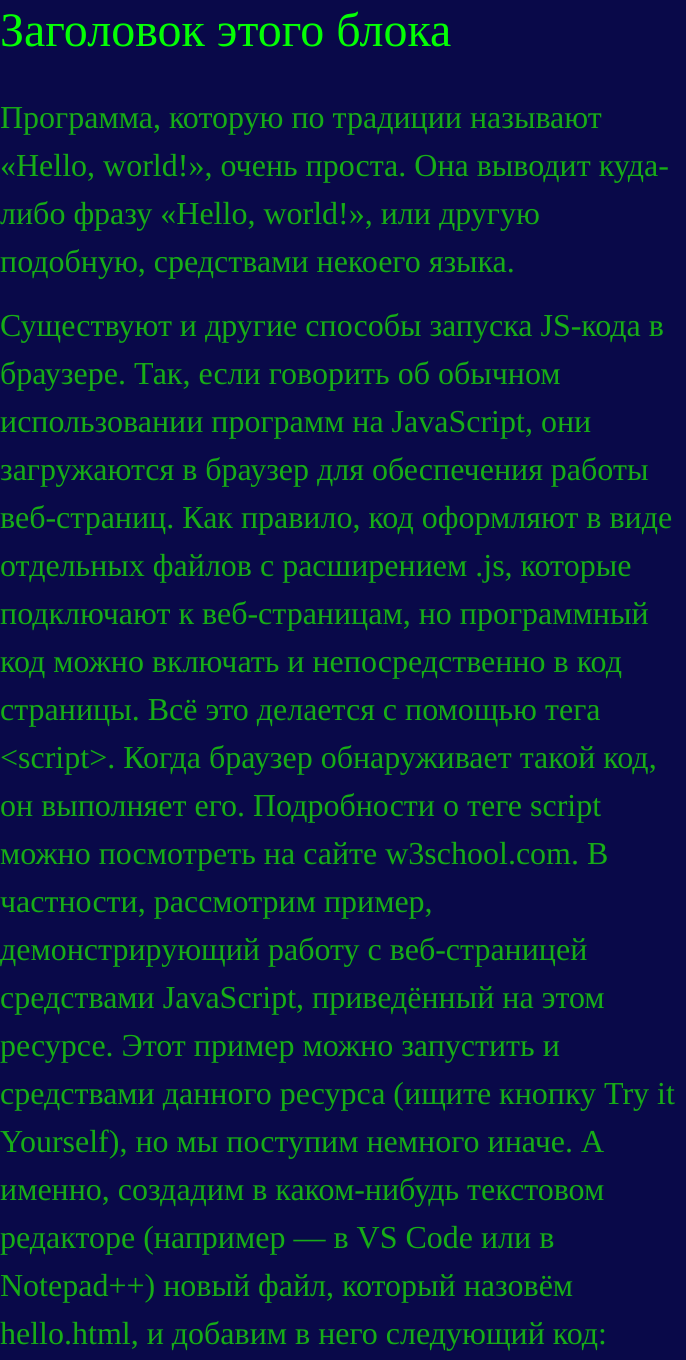 Заголовок этого блока
Программа, которую по традиции называют
«Hello, world!», очень проста. Она выводит куда-
либо фразу «Hello, world!», или другую
подобную, средствами некоего языка.
Существуют и другие способы запуска JS-кода в
браузере. Так, если говорить об обычном
использовании программ на JavaScript, они
загружаются в браузер для обеспечения работы
веб-страниц. Как правило, код оформляют в виде
отдельных файлов с расширением .js, которые
подключают к веб-страницам, но программный
код можно включать и непосредственно в код
страницы. Всё это делается с помощью тега
<script>. Когда браузер обнаруживает такой код,
он выполняет его. Подробности о теге script
можно посмотреть на сайте w3school.com. В
частности, рассмотрим пример,
демонстрирующий работу с веб-страницей
средствами JavaScript, приведённый на этом
ресурсе. Этот пример можно запустить и
средствами данного ресурса (ищите кнопку Try it
Yourself), но мы поступим немного иначе. А
именно, создадим в каком-нибудь текстовом
редакторе (например — в VS Code или в
Notepad++) новый файл, который назовём
hello.html, и добавим в него следующий код: